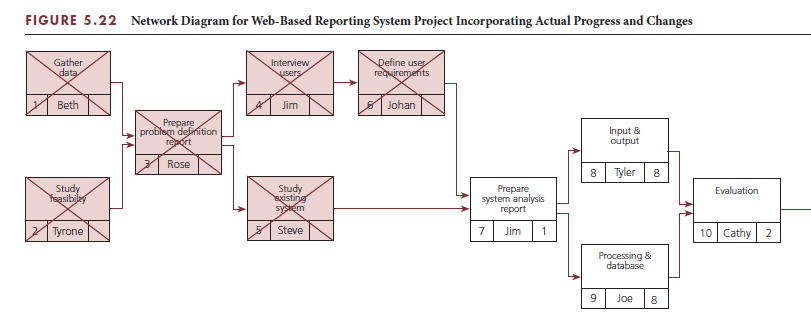 FIGURE 5.22 Network Diagram for Web-Based Reporting System Project Incorporating Actual Progress and Changes
Gather
data
1 Beth
Study
feasibility
2 Tyrone
Prepare
problem definition
report
3 Rose
Interview
users
4 Jim
Study
existing
system
5 Steve
Define user
requirements
6 Johan
Prepare
system analysis
report
7 Jim 1
Input &
output
8 Tyler 8
Processing &
database
9 Joe 8
Evaluation
10 Cathy 2